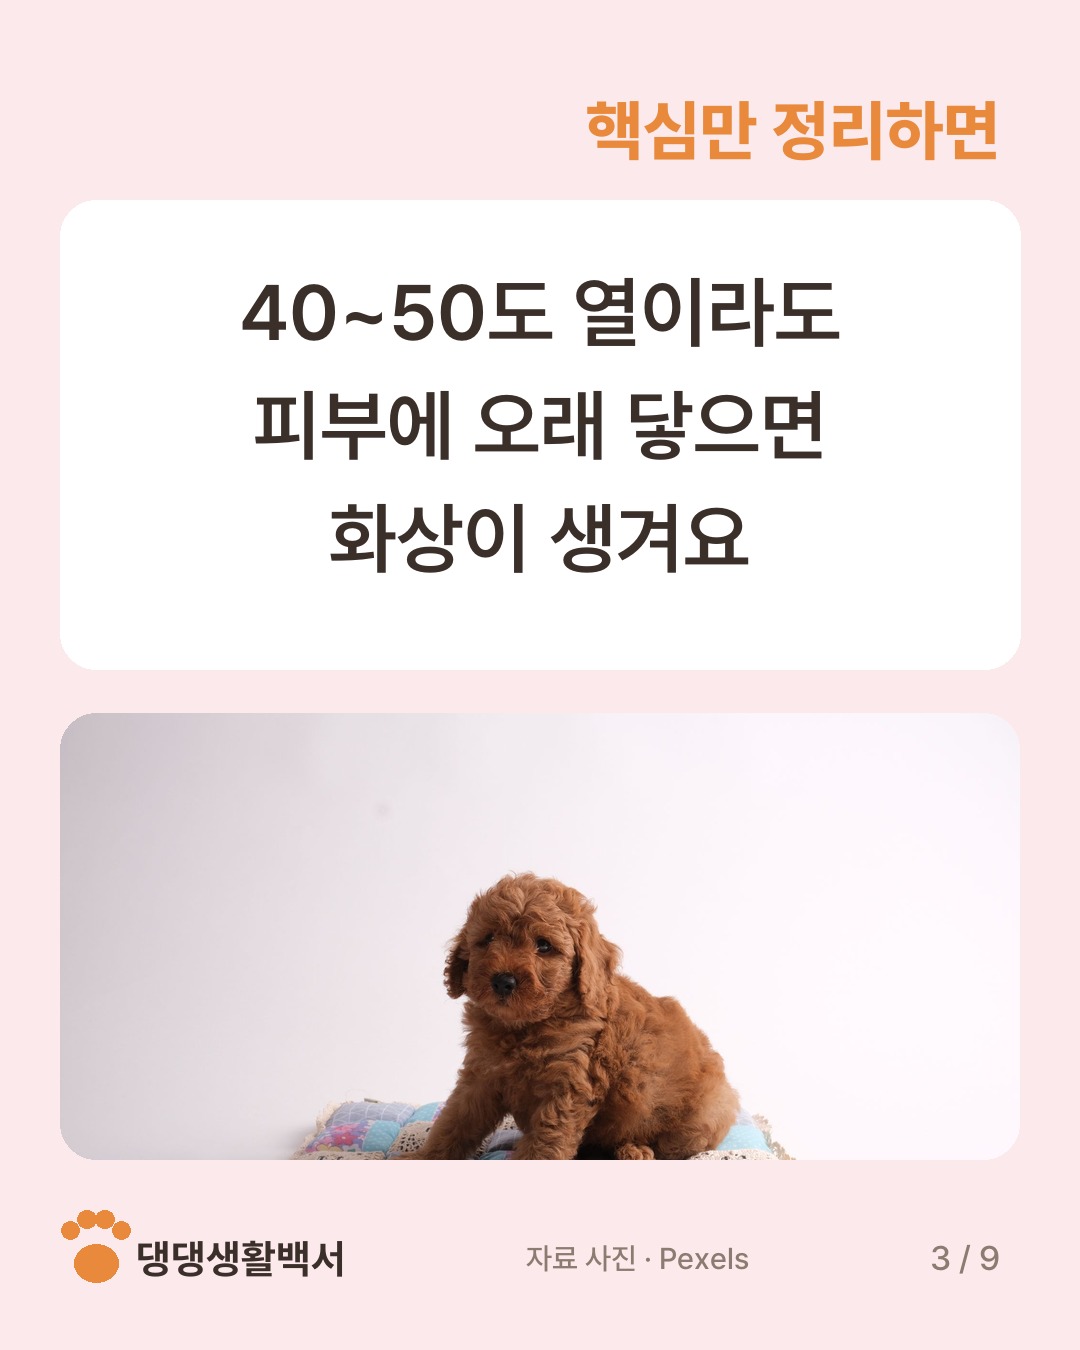 핵심만 정리하면
40~50도 열이라도
피부에 오래 닿으면
화상이 생겨요
댕댕생활백서
자료 사진 · Pexels
3 / 9